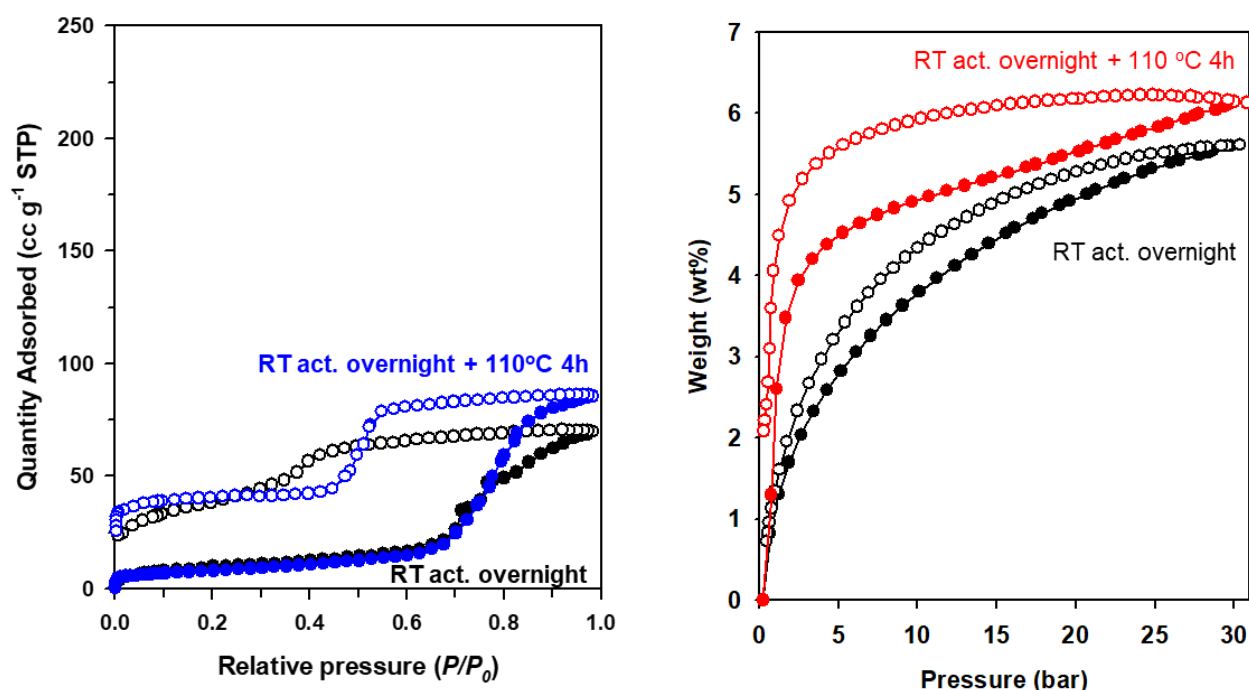 Quantity Adsorbed (cc g⁻¹ STP)
250
200
150
100
50
0
RT act. overnight + 110°C 4h
RT act. overnight
0.0 0.2 0.4 0.6 0.8 1.0
Relative pressure (P/P₀)
Weight (wt%)
7
6
5
4
3
2
1
0
RT act. overnight + 110 °C 4h
RT act. overnight
0 5 10 15 20 25 30
Pressure (bar)